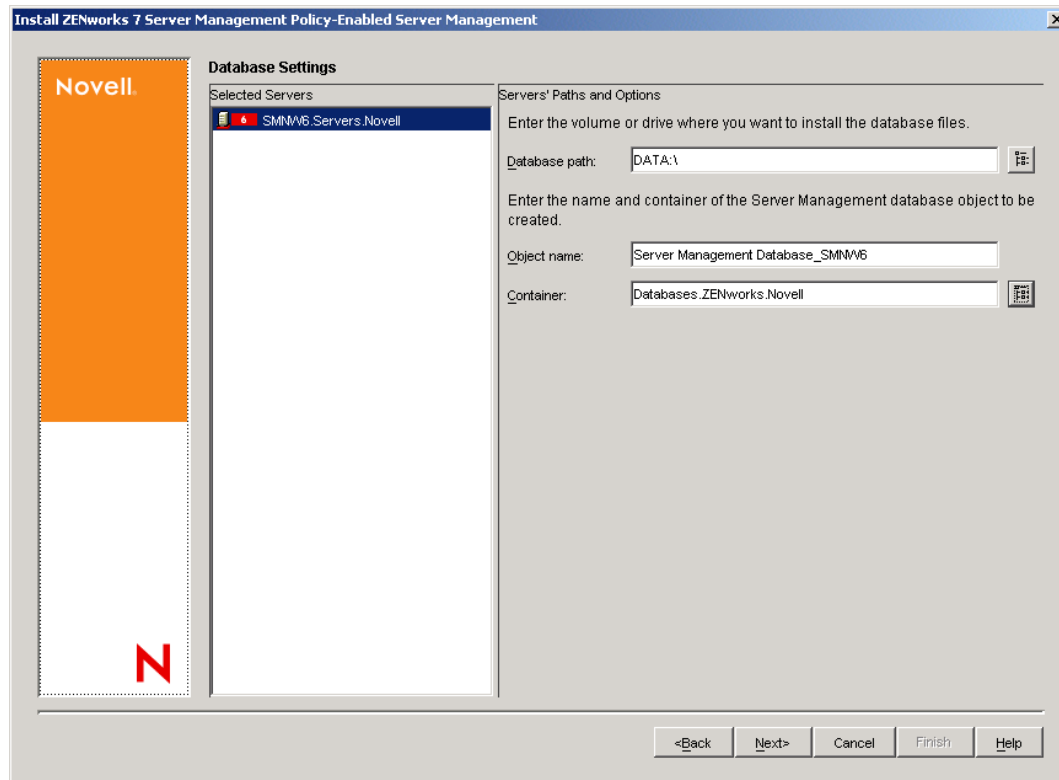 Install ZENworks 7 Server Management Policy-Enabled Server Management
Novell.
Database Settings
Selected Servers
6 SMNW6.Servers.Novell
Servers' Paths and Options
Enter the volume or drive where you want to install the database files.
Database path: DATA:\
Enter the name and container of the Server Management database object to be
created.
Object name: Server Management Database_SMNW6
Container: Databases.ZENworks.Novell
N
<Back Next> Cancel Finish Help